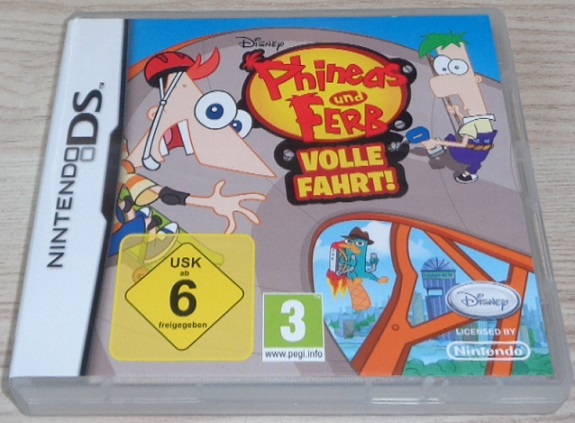 NINTENDO DS™
Disney
Phineas
und
FERB
VOLLE
FAHRT!
USK
ab
6
freigegeben
3
www.pegi.info
Disney
LICENSED BY
Nintendo